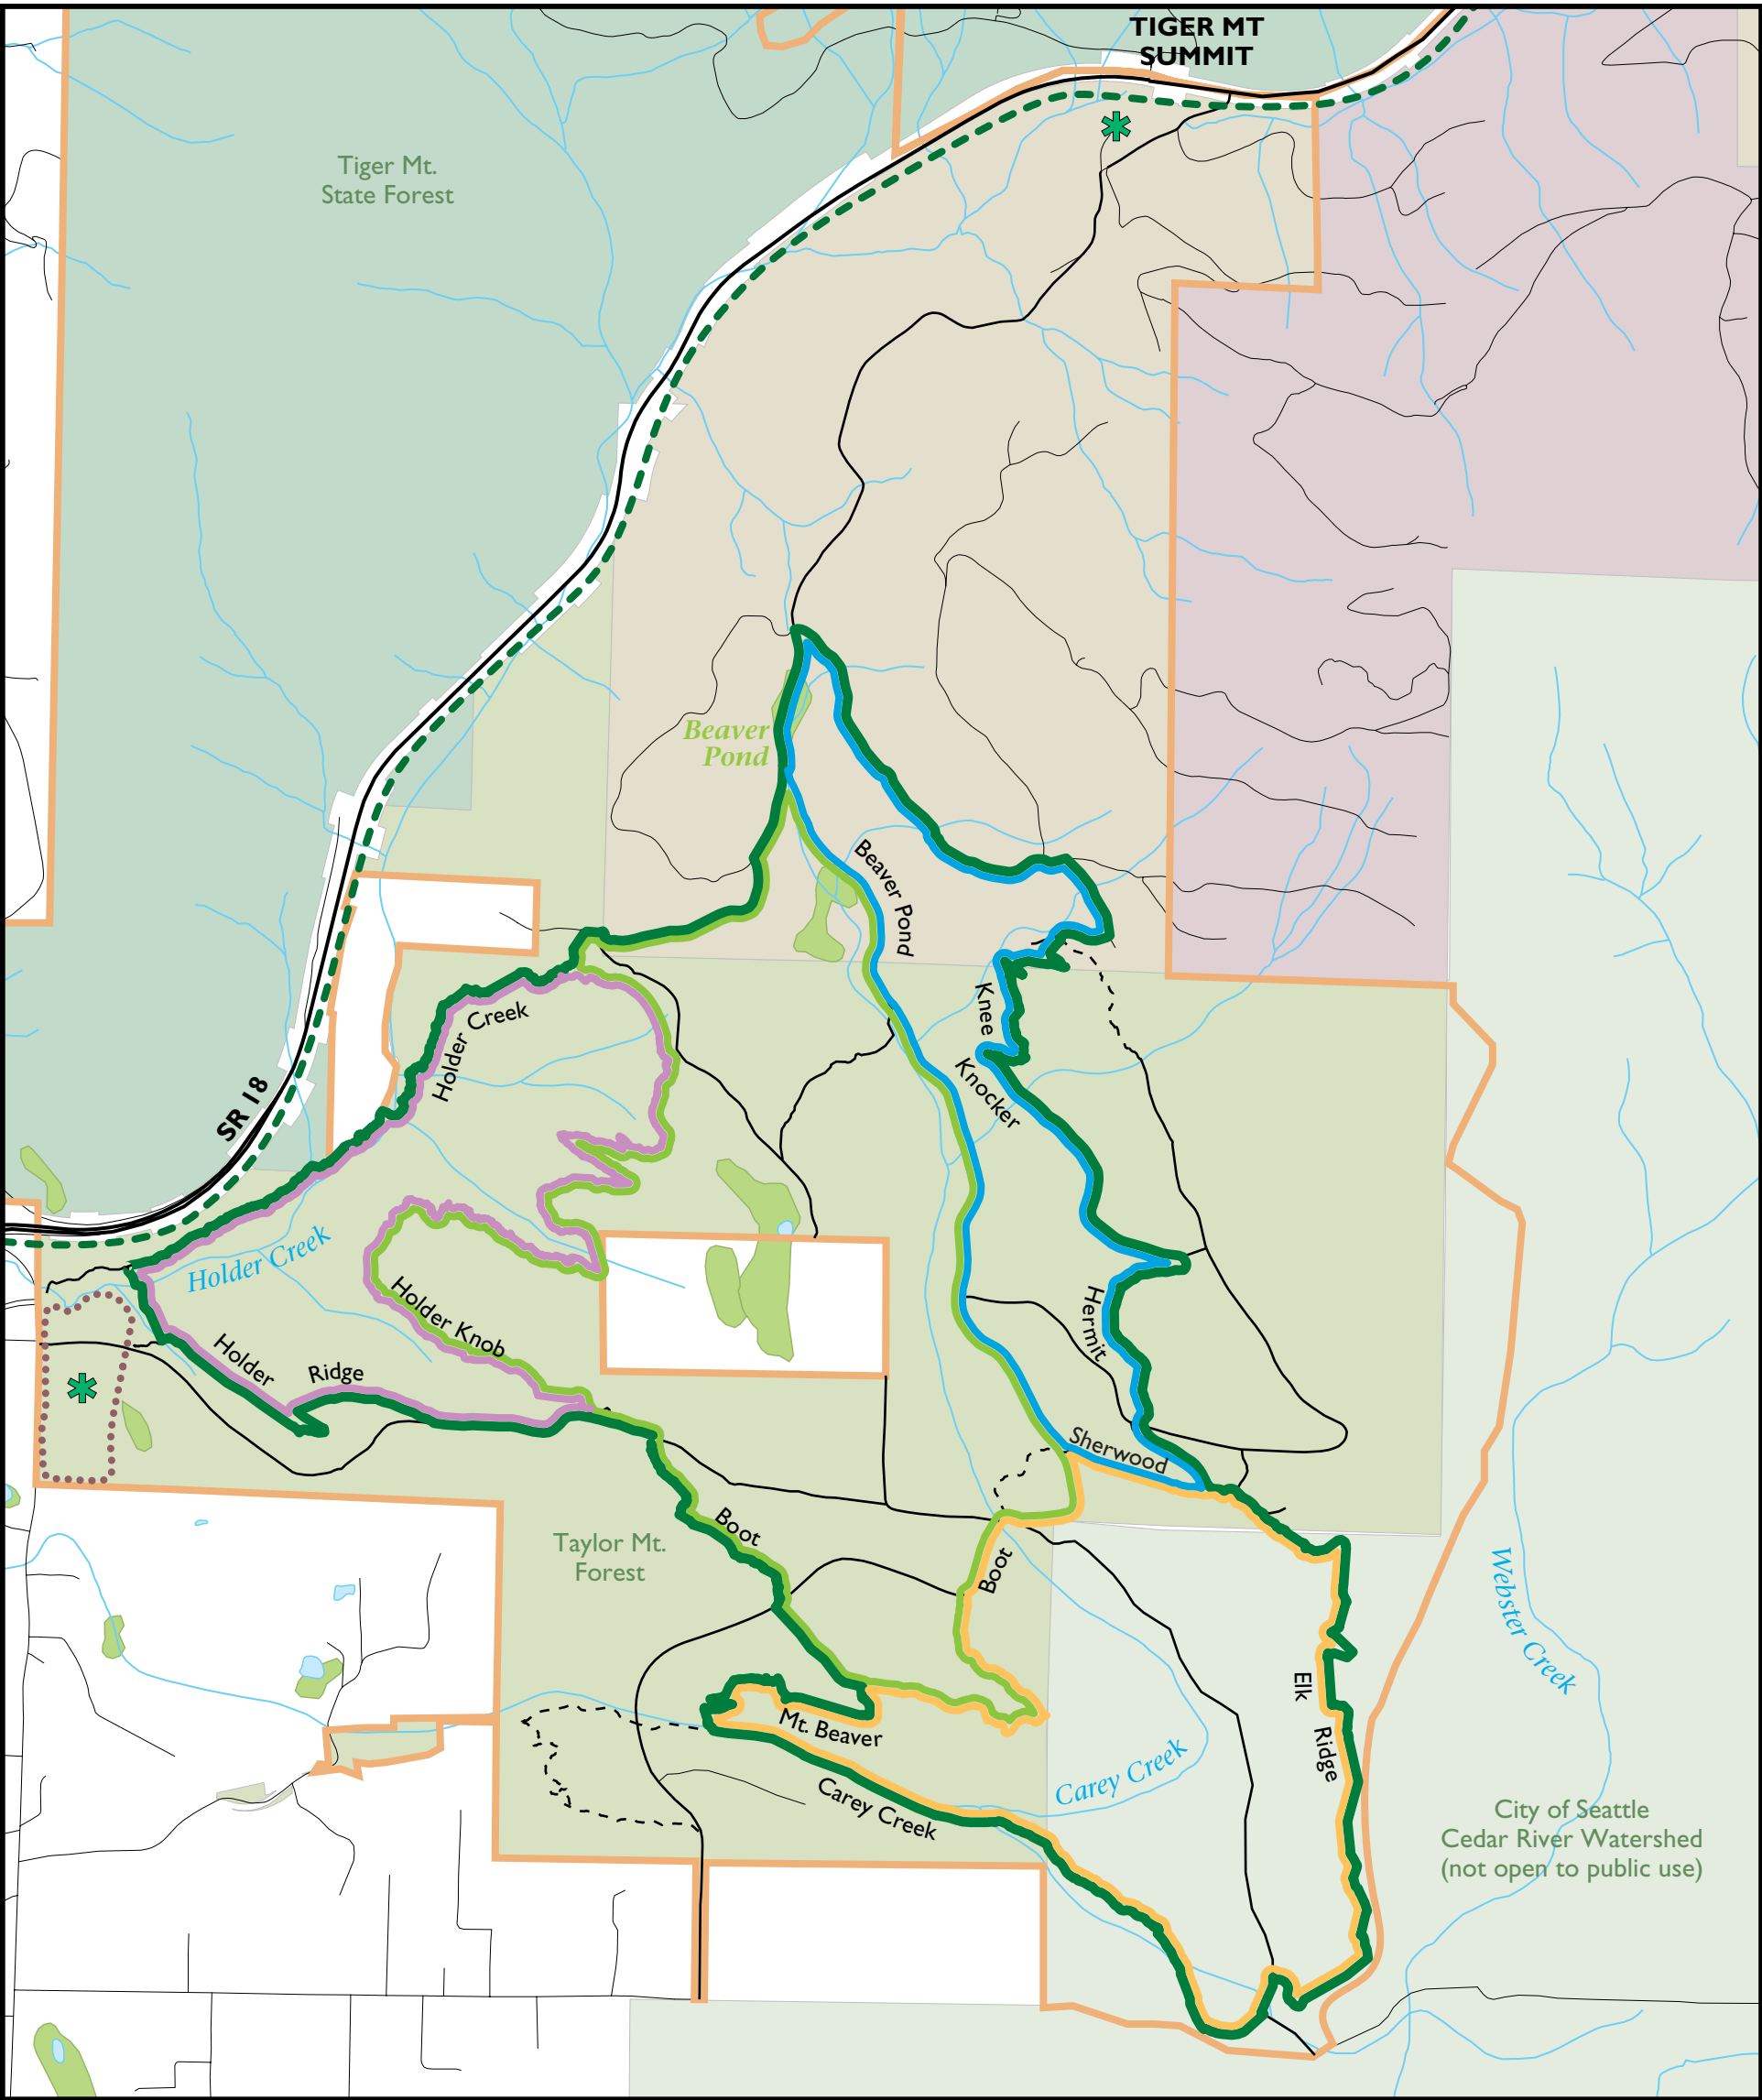 TIGER MT
SUMMIT
Tiger Mt.
State Forest
Beaver
Pond
Beaver Pond
Knee
Knocker
Holder Creek
SR 18
Holder Creek
Holder Knob
Holder
Ridge
Hermit
Sherwood
Boot
Boot
Taylor Mt.
Forest
Webster Creek
Elk
Ridge
Mt. Beaver
Carey Creek
Carey Creek
City of Seattle
Cedar River Watershed
(not open to public use)